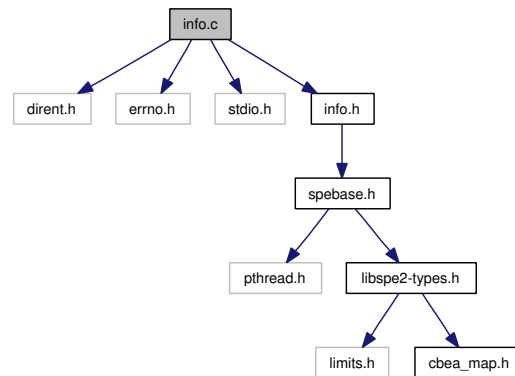 info.c
dirent.h
errno.h
stdio.h
info.h
spebase.h
pthread.h
libspe2-types.h
limits.h
cbea_map.h